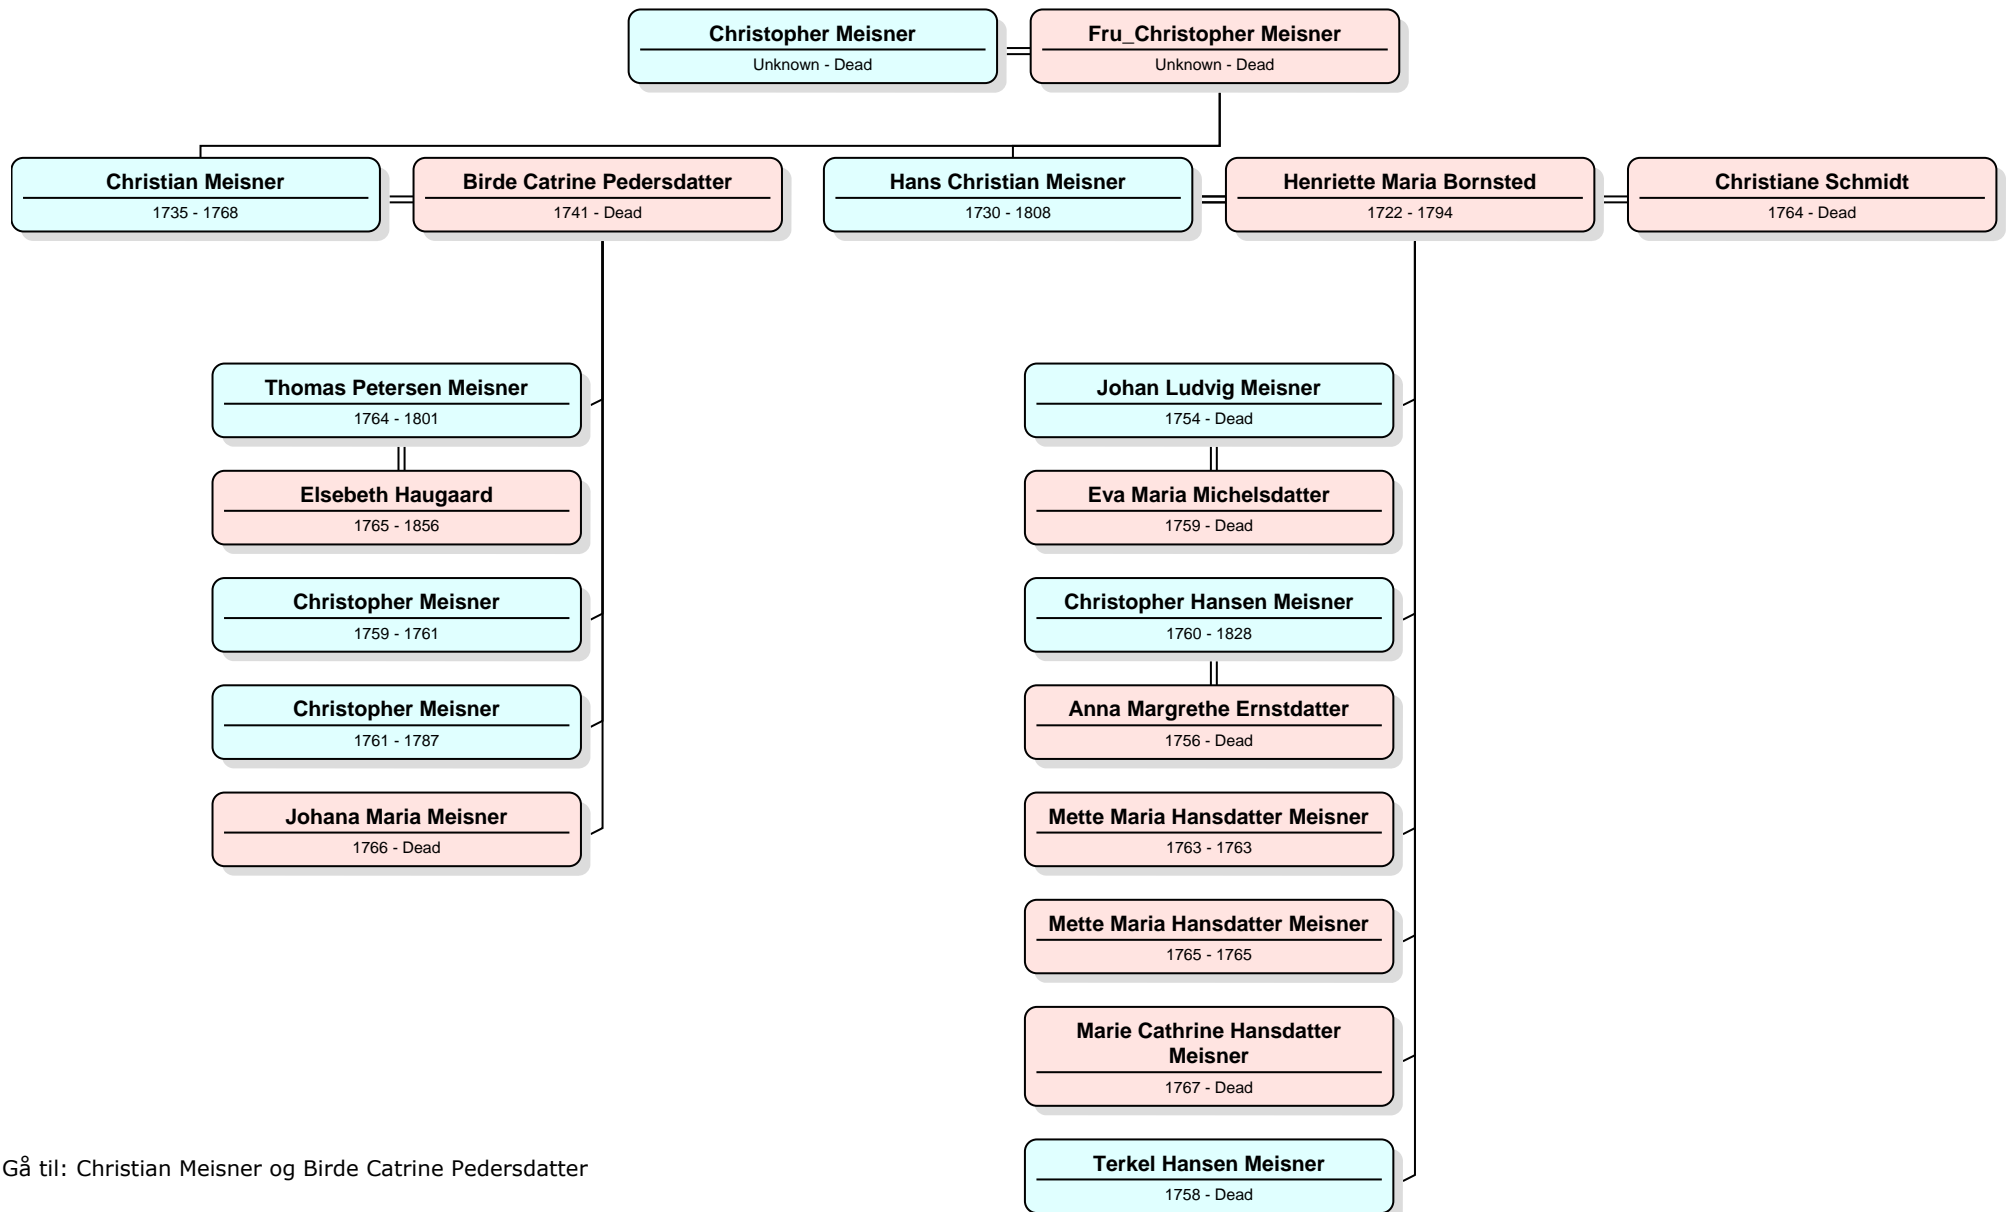 Christopher Meisner
Unknown - Dead
Fru_Christopher Meisner
Unknown - Dead
Christian Meisner
1735 - 1768
Birde Catrine Pedersdatter
1741 - Dead
Hans Christian Meisner
1730 - 1808
Henriette Maria Bornsted
1722 - 1794
Christiane Schmidt
1764 - Dead
Thomas Petersen Meisner
1764 - 1801
Elsebeth Haugaard
1765 - 1856
Christopher Meisner
1759 - 1761
Christopher Meisner
1761 - 1787
Johana Maria Meisner
1766 - Dead
Johan Ludvig Meisner
1754 - Dead
Eva Maria Michelsdatter
1759 - Dead
Christopher Hansen Meisner
1760 - 1828
Anna Margrethe Ernstdatter
1756 - Dead
Mette Maria Hansdatter Meisner
1763 - 1763
Mette Maria Hansdatter Meisner
1765 - 1765
Marie Cathrine Hansdatter
Meisner
1767 - Dead
Terkel Hansen Meisner
1758 - Dead
Gå til: Christian Meisner og Birde Catrine Pedersdatter